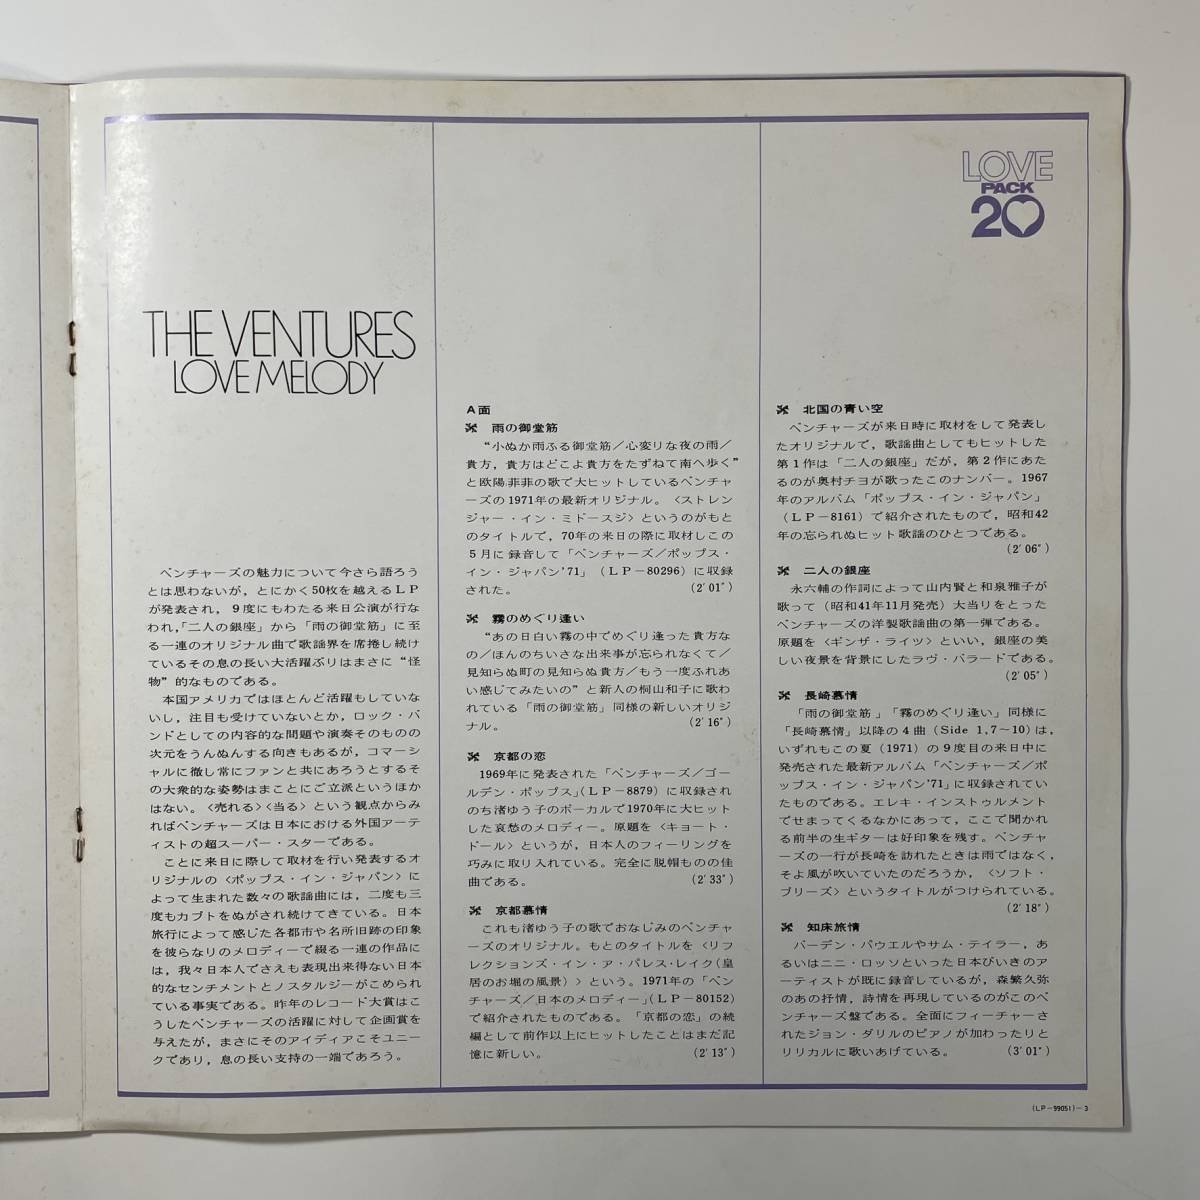 LOVE
PACK
20
THE VENTURES
LOVE MELODY
ベンチャーズの魅力について今さら語ろう
とは思わないが，とにかく50枚を越えるＬＰ
が発表され，９度にもわたる来日公演が行な
われ，「二人の銀座」から「雨の御堂筋」に至
る一連のオリジナル曲で歌謡界を席捲し続け
ているその息の長い大活躍ぶりはまさに“怪
物”的なものである。
本国アメリカではほとんど活躍もしていな
いし，注目も受けていないとか，ロック・バ
ンドとしての内容的な問題や演奏そのものの
次元をうんぬんする向きもあるが，コマーシ
ャルに徹し常にファンと共にあろうとするそ
の大衆的な姿勢はまことにご立派というほか
はない。〈売れる〉〈当る〉という観点からみ
ればベンチャーズは日本における外国アーテ
ィストの超スーパー・スターである。
ことに来日に際して取材を行い発表するオ
リジナルの〈ポップス・イン・ジャパン〉に
よって生まれた数々の歌謡曲には，二度も三
度もカブトをぬがされ続けてきている。日本
旅行によって感じた各都市や名所旧跡の印象
を彼らなりのメロディーで綴る一連の作品に
は，我々日本人でさえも表現出来得ない日本
的なセンチメントとノスタルジーがこめられ
ている事実である。昨年のレコード大賞はこ
うしたベンチャーズの活躍に対して企画賞を
与えたが，まさにそのアイディアこそユニー
クであり，息の長い支持の一端であろう。
Ａ面
雨の御堂筋
“小ぬか雨ふる御堂筋／心変りな夜の雨／
貴方，貴方はどこよ貴方をたずねて南へ歩く”
と欧陽菲菲の歌で大ヒットしているベンチャ
ーズの1971年の最新オリジナル。〈ストレン
ジャー・イン・ミドースジ〉というのがもと
のタイトルで，70年の来日の際に取材しこの
５月に録音して「ベンチャーズ／ポップス・
イン・ジャパン'71」（ＬＰ－80296）に収録
された。 (2′01″)
霧のめぐり逢い
“あの日白い霧の中でめぐり逢った貴方な
の／ほんのちいさな出来事が忘られなくて／
見知らぬ町の見知らぬ貴方／もう一度ふれあ
い感じてみたいの”と新人の桐山和子に歌わ
れている「雨の御堂筋」同様の新しいオリジ
ナル。 (2′16″)
京都の恋
1969年に発表された「ベンチャーズ／ゴー
ルデン・ポップス」(ＬＰ－8879）に収録され
のち渚ゆう子のボーカルで1970年に大ヒット
した哀愁のメロディー。原題を〈キョート・
ドール〉というが，日本人のフィーリングを
巧みに取り入れている。完全に脱帽ものの佳
曲である。 (2′33″)
京都慕情
これも渚ゆう子の歌でおなじみのベンチャ
ーズのオリジナル。もとのタイトルを〈リフ
レクションズ・イン・ア・パレス・レイク(皇
居のお堀の風景)〉という。1971年の「ベン
チャーズ／日本のメロディー」(ＬＰ－80152)
で紹介されたものである。「京都の恋」の続
編として前作以上にヒットしたことはまだ記
憶に新しい。 (2′13″)
北国の青い空
ベンチャーズが来日時に取材をして発表し
たオリジナルで，歌謡曲としてもヒットした
第１作は「二人の銀座」だが，第２作にあた
るのが奥村チヨが歌ったこのナンバー。1967
年のアルバム「ポップス・イン・ジャパン」
（ＬＰ－8161）で紹介されたもので，昭和42
年の忘られぬヒット歌謡のひとつである。
(2′06″)
二人の銀座
永六輔の作詞によって山内賢と和泉雅子が
歌って（昭和41年11月発売）大当りをとった
ベンチャーズの洋製歌謡曲の第一弾である。
原題を〈ギンザ・ライツ〉といい，銀座の美
しい夜景を背景にしたラヴ・バラードである。
(2′05″)
長崎慕情
「雨の御堂筋」「霧のめぐり逢い」同様に
「長崎慕情」以降の４曲（Side 1,7～10）は，
いずれもこの夏（1971）の９度目の来日中に
発売された最新アルバム「ベンチャーズ／ポ
ップス・イン・ジャパン'71」に収録されてい
たものである。エレキ・インストゥルメント
でせまってくるなかにあって，ここで聞かれ
る前半の生ギターは好印象を残す。ベンチャ
ーズの一行が長崎を訪れたときは雨ではなく，
そよ風が吹いていたのだろうか，〈ソフト・
ブリーズ〉というタイトルがつけられている。
(2′18″)
知床旅情
バーデン・パウエルやサム・テイラー，あ
るいはニニ・ロッソといった日本びいきのア
ーティストが既に録音しているが，森繁久弥
のあの抒情，詩情を再現しているのがこのベ
ンチャーズ盤である。全面にフィーチャーさ
れたジョン・ダリルのピアノが加わったりと
リリカルに歌いあげている。 (3′01″)
(LP－99051)－3